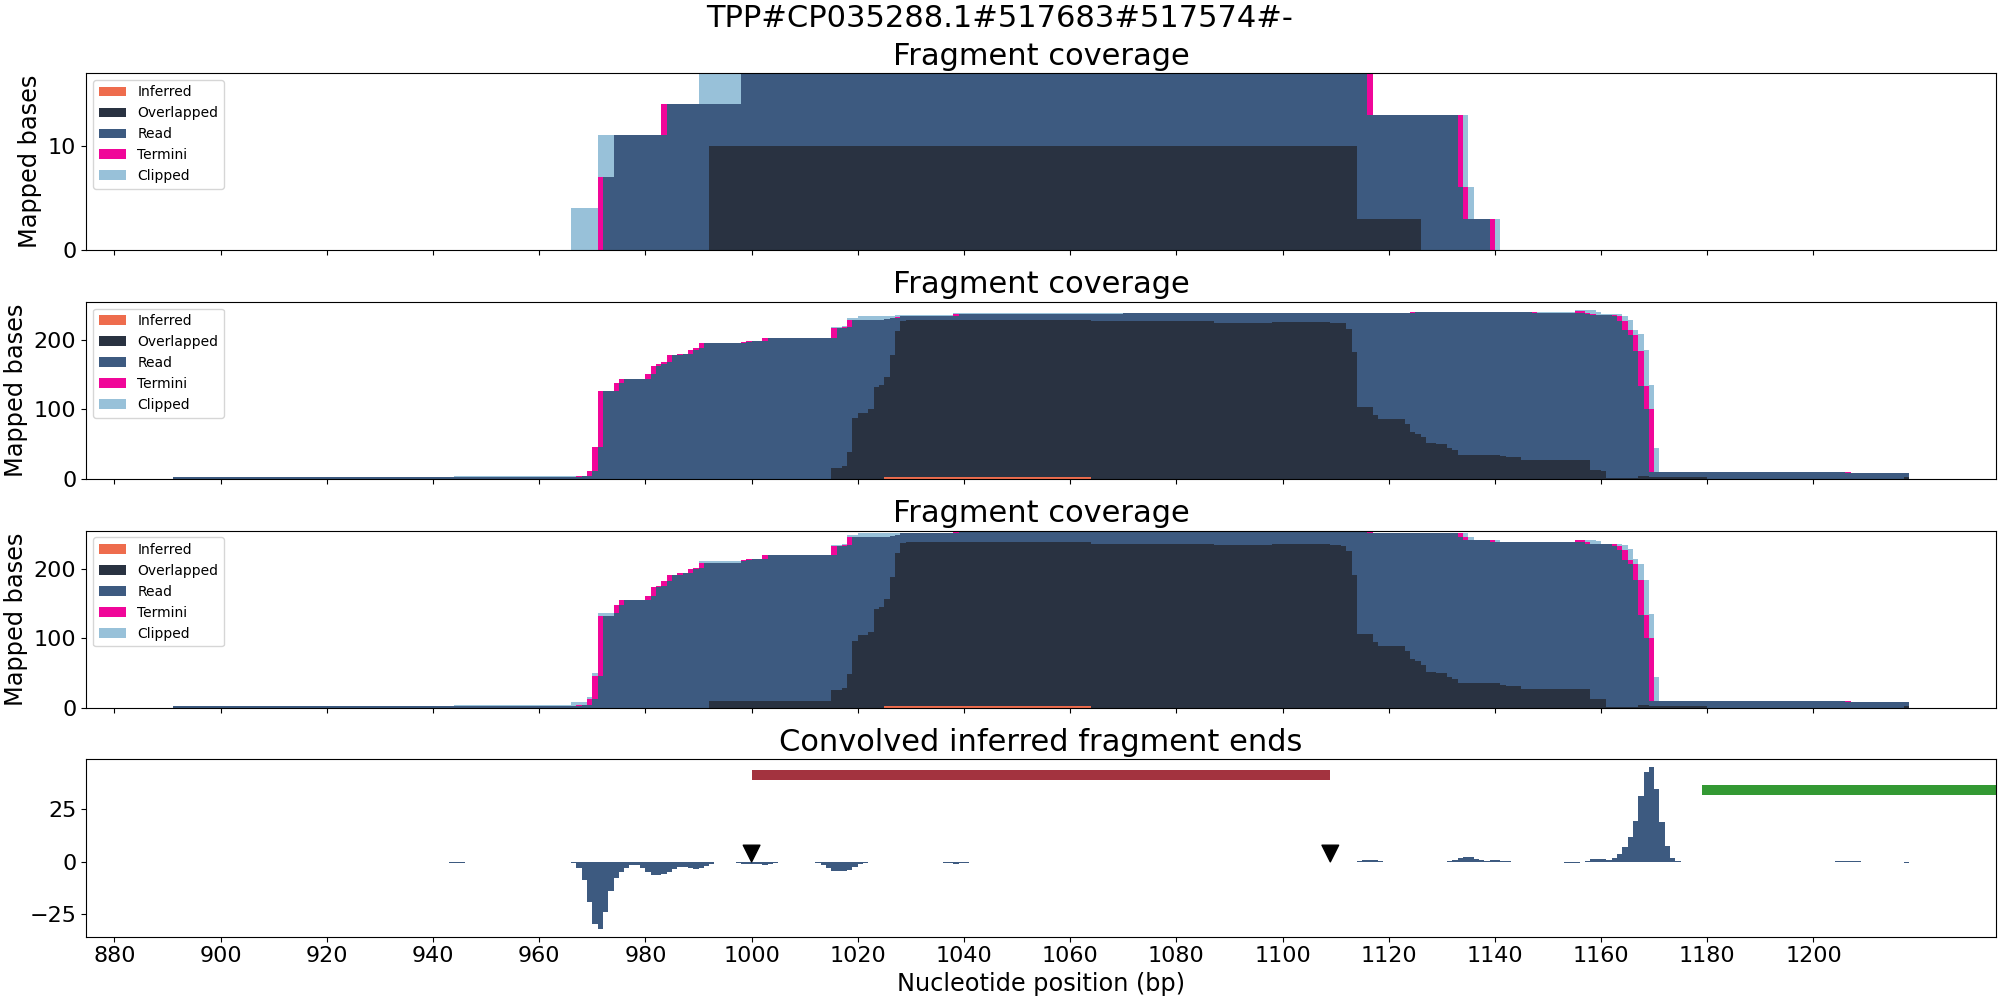 TPP#CP035288.1#517683#517574#-
Fragment coverage
Mapped bases
10
0
Inferred
Overlapped
Read
Termini
Clipped
Fragment coverage
Mapped bases
200
100
0
Inferred
Overlapped
Read
Termini
Clipped
Fragment coverage
Mapped bases
200
100
0
Inferred
Overlapped
Read
Termini
Clipped
Convolved inferred fragment ends
25
0
−25
880 900 920 940 960 980 1000 1020 1040 1060 1080 1100 1120 1140 1160 1180 1200
Nucleotide position (bp)